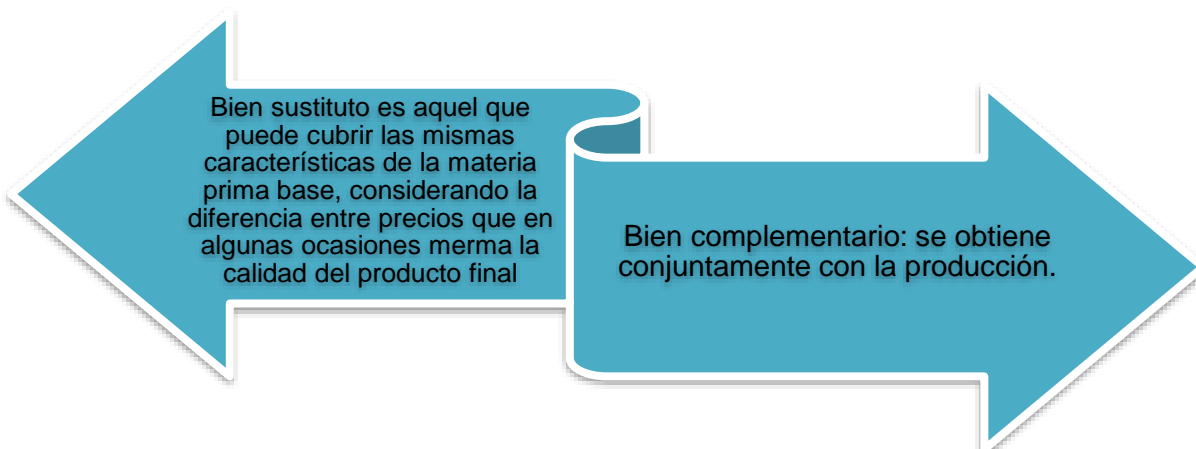 Bien sustituto es aquel que
puede cubrir las mismas
características de la materia
prima base, considerando la
diferencia entre precios que en
algunas ocasiones merma la
calidad del producto final
Bien complementario: se obtiene
conjuntamente con la producción.